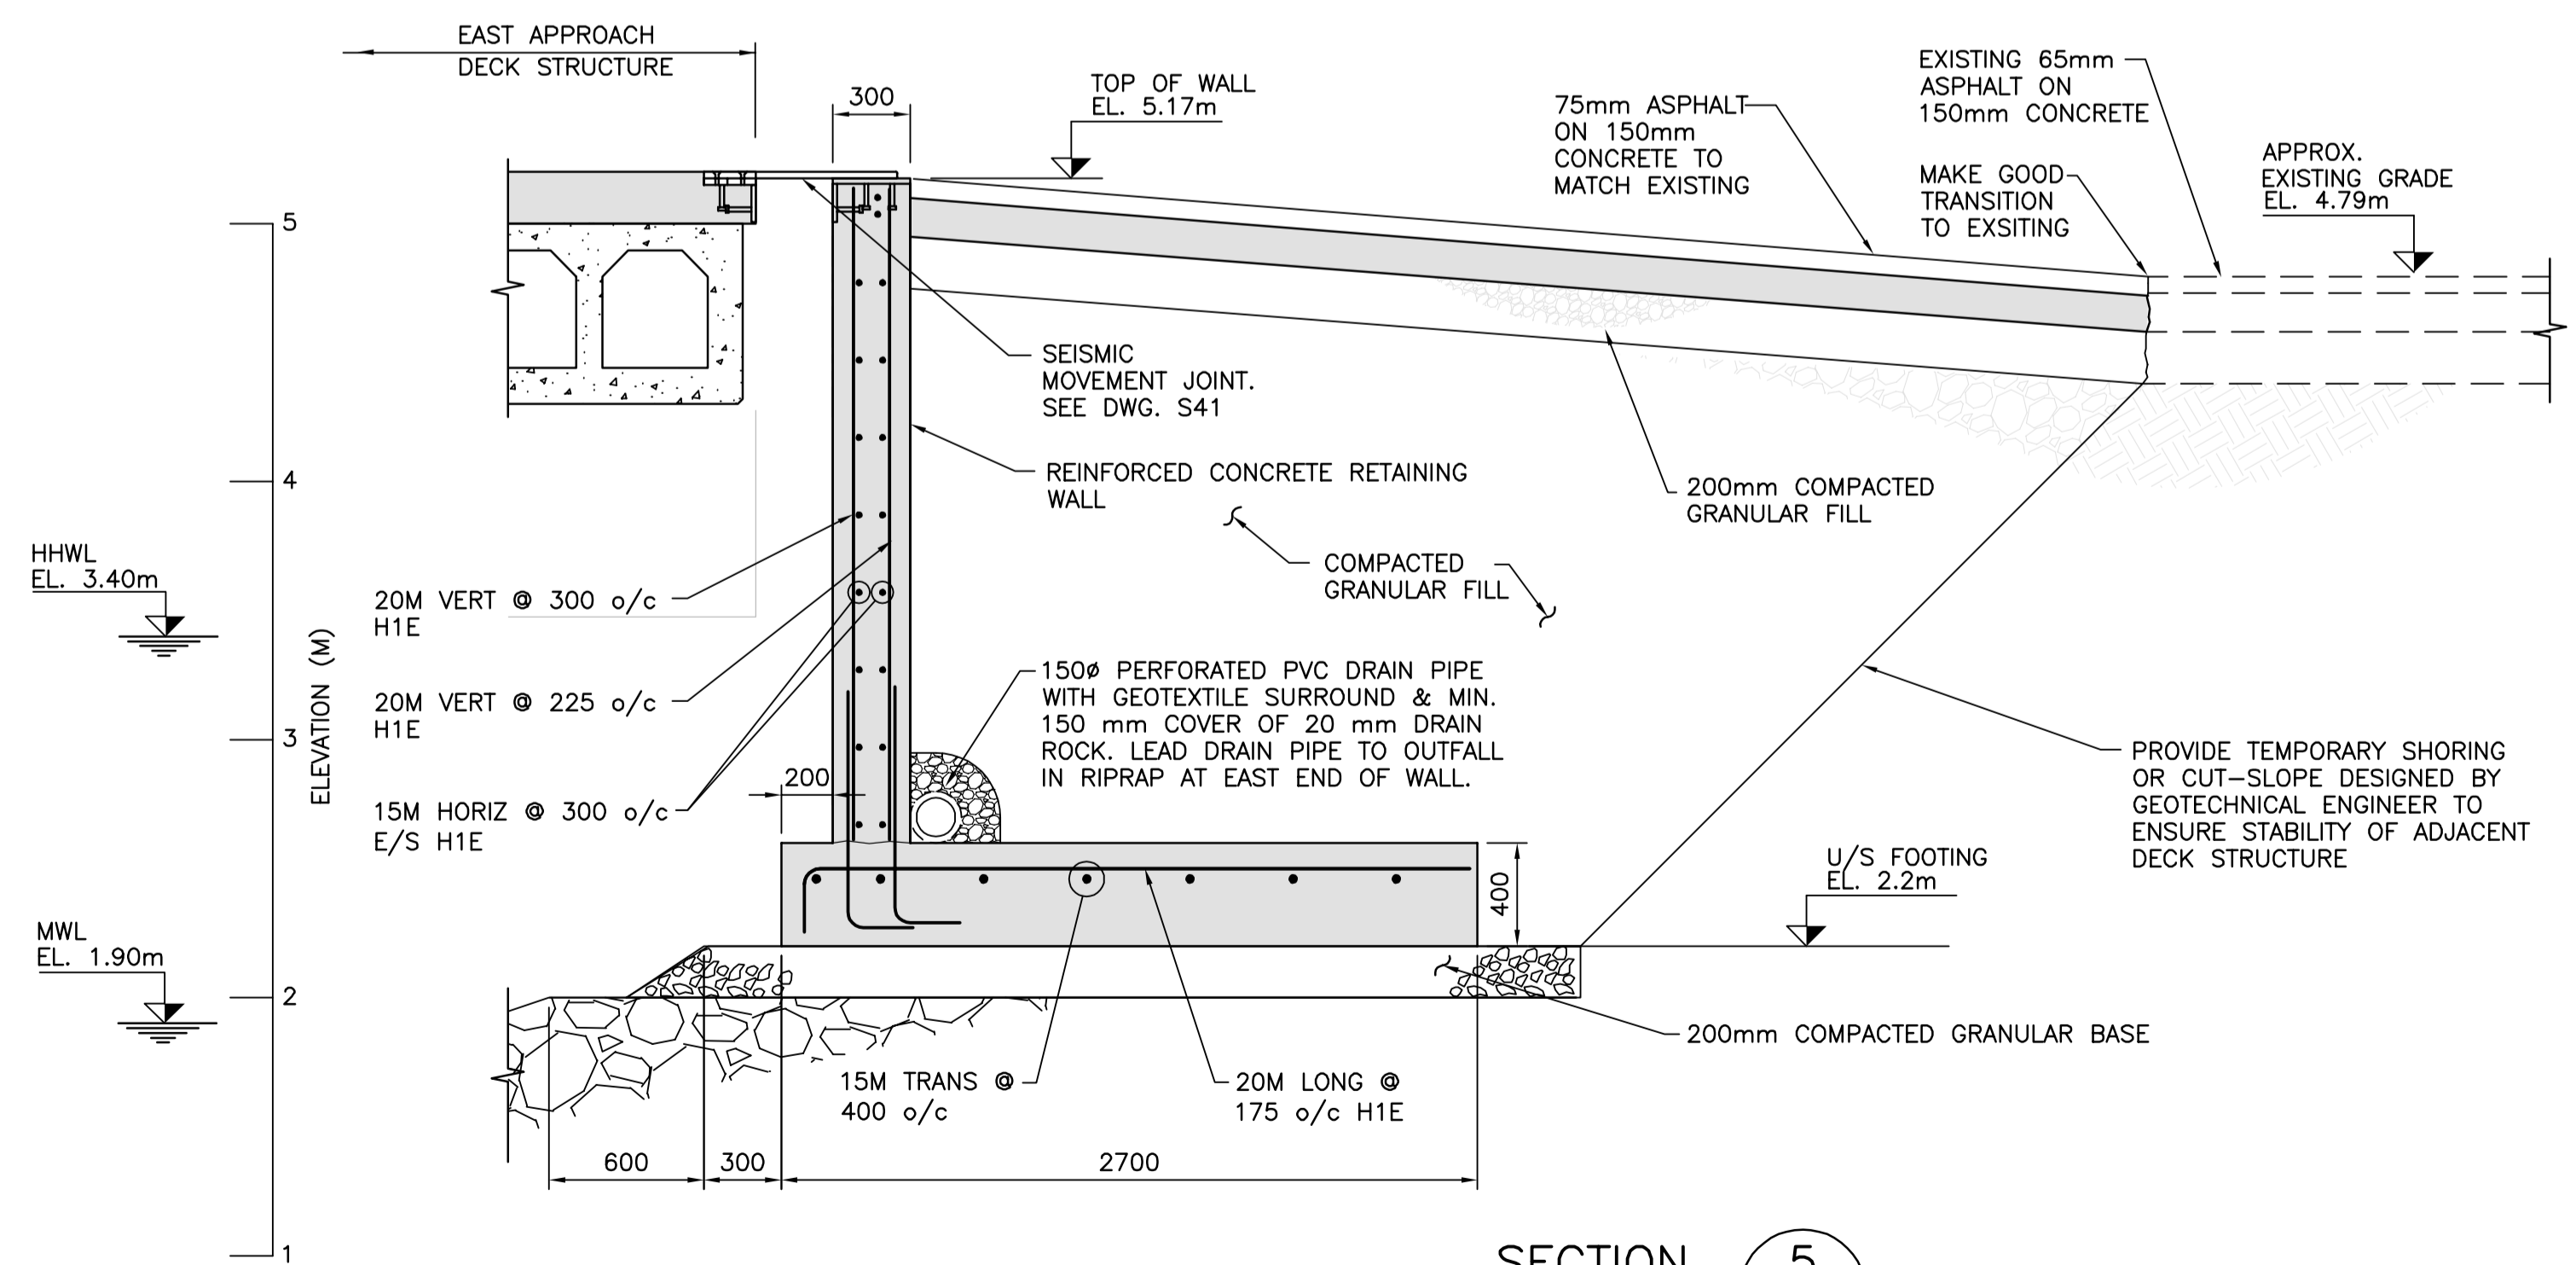 EAST APPROACH
DECK STRUCTURE
300
TOP OF WALL
EL. 5.17m
75mm ASPHALT
ON 150mm
CONCRETE TO
MATCH EXISTING
EXISTING 65mm
ASPHALT ON
150mm CONCRETE
MAKE GOOD
TRANSITION
TO EXSITING
APPROX.
EXISTING GRADE
EL. 4.79m
5
4
3
2
1
ELEVATION (M)
HHWL
EL. 3.40m
MWL
EL. 1.90m
SEISMIC
MOVEMENT JOINT.
SEE DWG. S41
REINFORCED CONCRETE RETAINING
WALL
200mm COMPACTED
GRANULAR FILL
COMPACTED
GRANULAR FILL
20M VERT @ 300 o/c
H1E
20M VERT @ 225 o/c
H1E
15M HORIZ @ 300 o/c
E/S H1E
150ø PERFORATED PVC DRAIN PIPE
WITH GEOTEXTILE SURROUND & MIN.
150 mm COVER OF 20 mm DRAIN
ROCK. LEAD DRAIN PIPE TO OUTFALL
IN RIPRAP AT EAST END OF WALL.
200
PROVIDE TEMPORARY SHORING
OR CUT-SLOPE DESIGNED BY
GEOTECHNICAL ENGINEER TO
ENSURE STABILITY OF ADJACENT
DECK STRUCTURE
400
U/S FOOTING
EL. 2.2m
200mm COMPACTED GRANULAR BASE
15M TRANS @
400 o/c
20M LONG @
175 o/c H1E
600
300
2700
SECTION
5